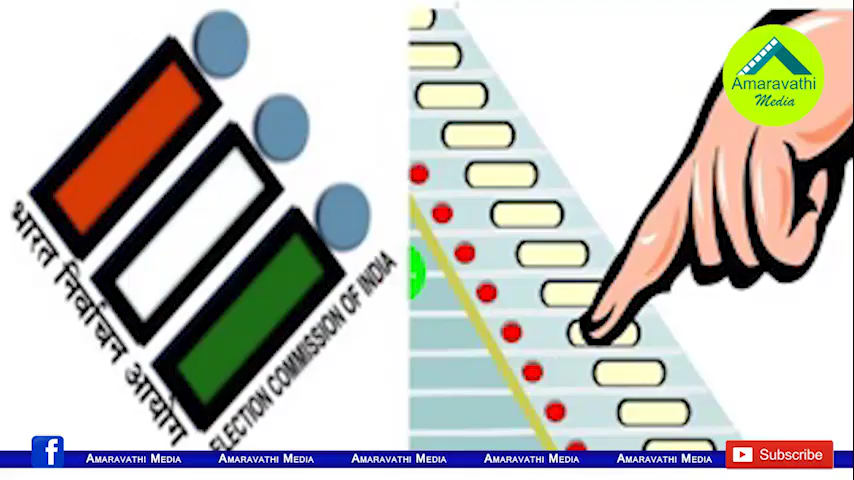 भारत निर्वाचन आयोग
ELECTION COMMISSION OF INDIA
Amaravathi
Media
f
AMARAVATHI MEDIA AMARAVATHI MEDIA AMARAVATHI MEDIA AMARAVATHI MEDIA AMARAVATHI MEDIA
Subscribe